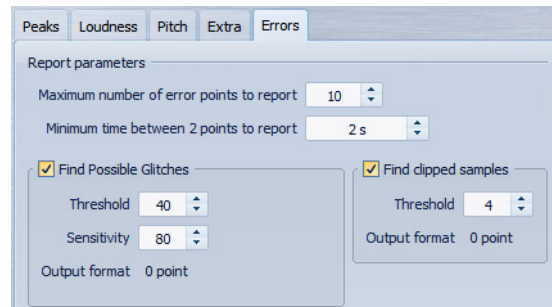 Peaks Loudness Pitch Extra Errors
Report parameters
Maximum number of error points to report 10
Minimum time between 2 points to report 2 s
Find Possible Glitches
Threshold 40
Sensitivity 80
Output format 0 point
Find clipped samples
Threshold 4
Output format 0 point